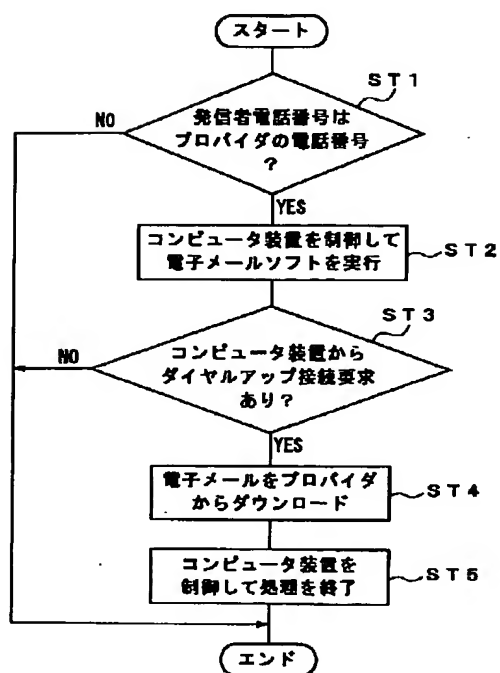 スタート
ST1
発信者電話番号は
プロバイダの電話番号
?
NO
YES
コンピュータ装置を制御して
電子メールソフトを実行
ST2
ST3
コンピュータ装置から
ダイヤルアップ接続要求
あり?
NO
YES
電子メールをプロバイダ
からダウンロード
ST4
コンピュータ装置を
制御して処理を終了
ST5
エンド